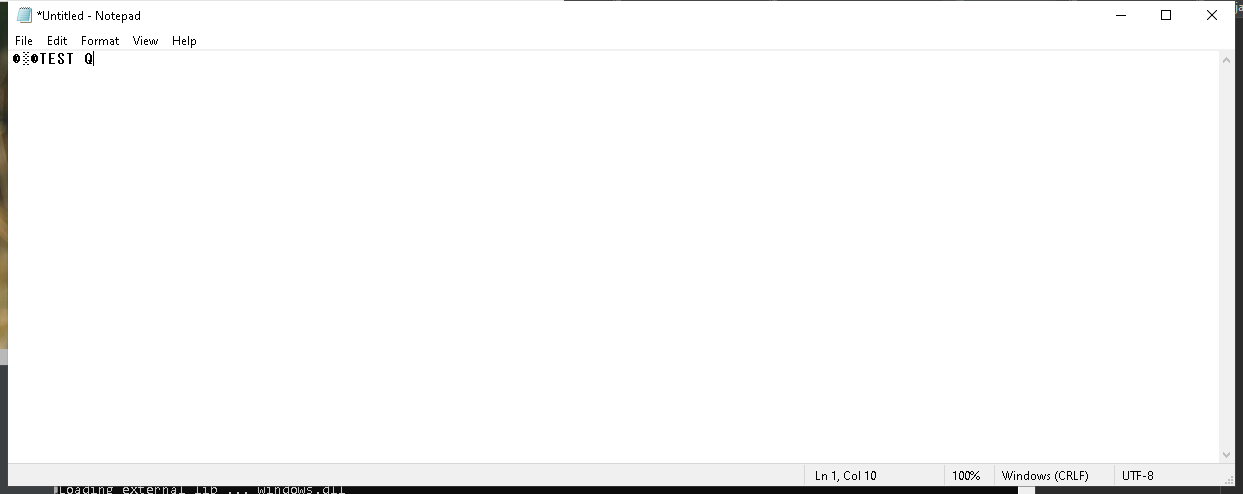 *Untitled - Notepad
File Edit Format View Help
◘░◘TEST Q
Ln 1, Col 10 100% Windows (CRLF) UTF-8
Loading external lib ... windows.dll